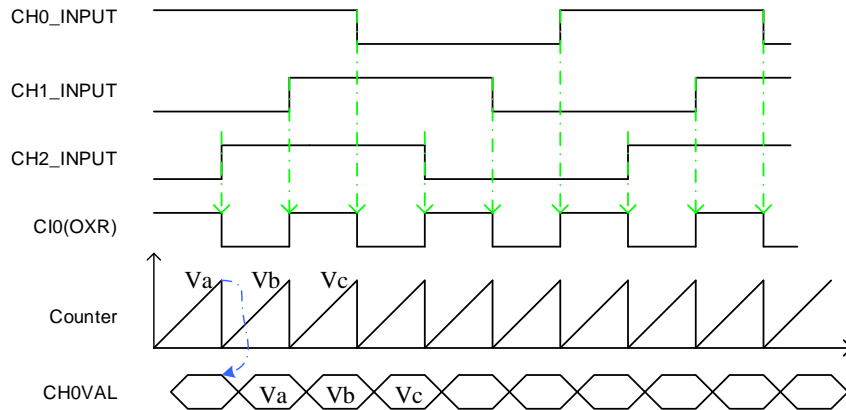 CH0_INPUT
CH1_INPUT
CH2_INPUT
CI0(OXR)
Va Vb Vc
Counter
CH0VAL Va Vb Vc